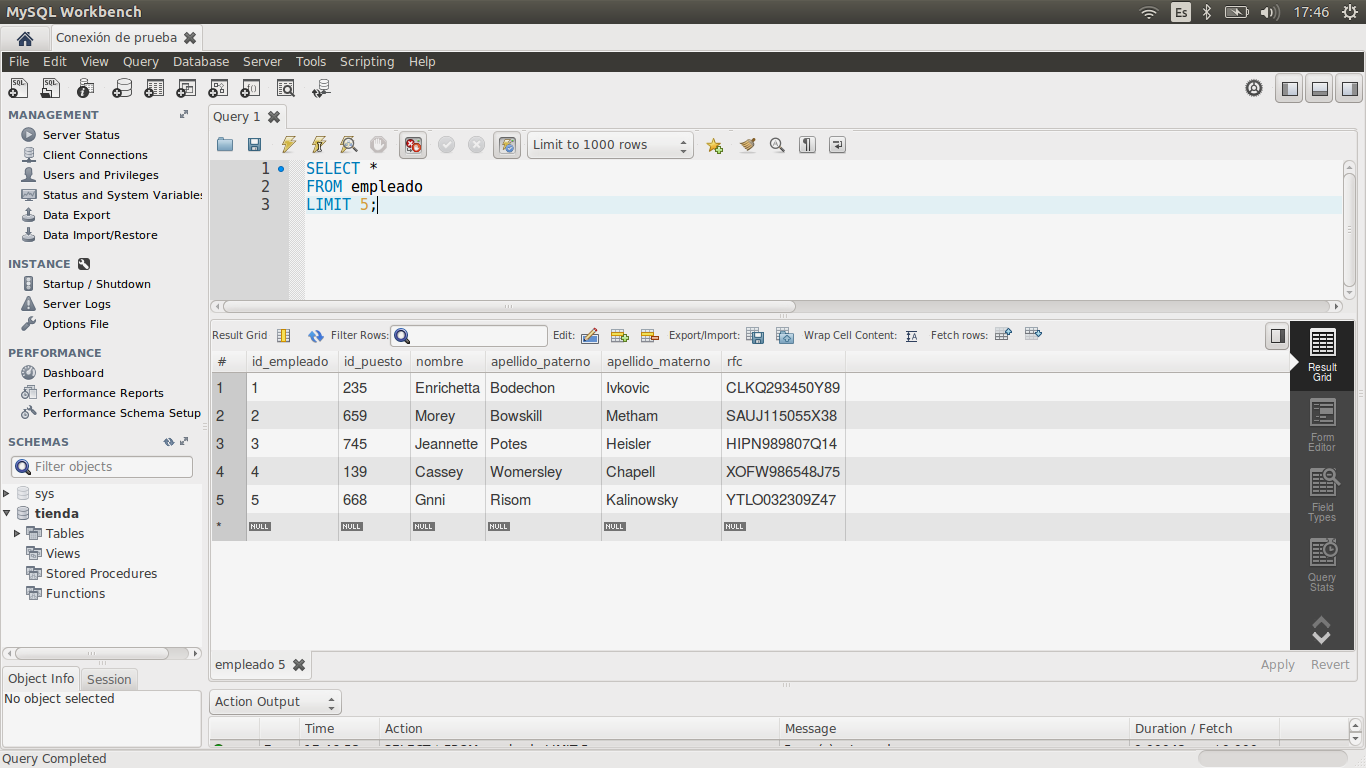 MySQL Workbench Es 17:46
Conexión de prueba
File Edit View Query Database Server Tools Scripting Help
MANAGEMENT
Server Status
Client Connections
Users and Privileges
Status and System Variables
Data Export
Data Import/Restore
INSTANCE
Startup / Shutdown
Server Logs
Options File
PERFORMANCE
Dashboard
Performance Reports
Performance Schema Setup
SCHEMAS
Filter objects
sys
tienda
Tables
Views
Stored Procedures
Functions
Object Info Session
No object selected
Query 1
Limit to 1000 rows
1 SELECT *
2 FROM empleado
3 LIMIT 5;
Result Grid Filter Rows: Edit: Export/Import: Wrap Cell Content: Fetch rows:
# id_empleado id_puesto nombre apellido_paterno apellido_materno rfc
1 1 235 Enrichetta Bodechon Ivkovic CLKQ293450Y89
2 2 659 Morey Bowskill Metham SAUJ115055X38
3 3 745 Jeannette Potes Heisler HIPN989807Q14
4 4 139 Cassey Womersley Chapell XOFW986548J75
5 5 668 Gnni Risom Kalinowsky YTLO032309Z47
* NULL NULL NULL NULL NULL NULL
Result
Grid
Form
Editor
Field
Types
Query
Stats
empleado 5 Apply Revert
Action Output
Time Action Message Duration / Fetch
Query Completed